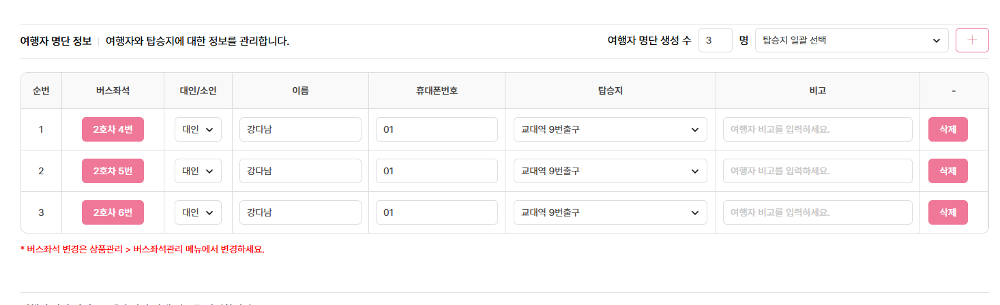 여행자 명단 정보 여행자와 탑승지에 대한 정보를 관리합니다. 여행자 명단 생성 수 3 명 탑승지 일괄 선택 +
순번 버스좌석 대인/소인 이름 휴대폰번호 탑승지 비고 -
1 2호차 4번 대인 강다남 01 교대역 9번출구 여행자 비고를 입력하세요. 삭제
2 2호차 5번 대인 강다남 01 교대역 9번출구 여행자 비고를 입력하세요. 삭제
3 2호차 6번 대인 강다남 01 교대역 9번출구 여행자 비고를 입력하세요. 삭제
* 버스좌석 변경은 상품관리 > 버스좌석관리 메뉴에서 변경하세요.